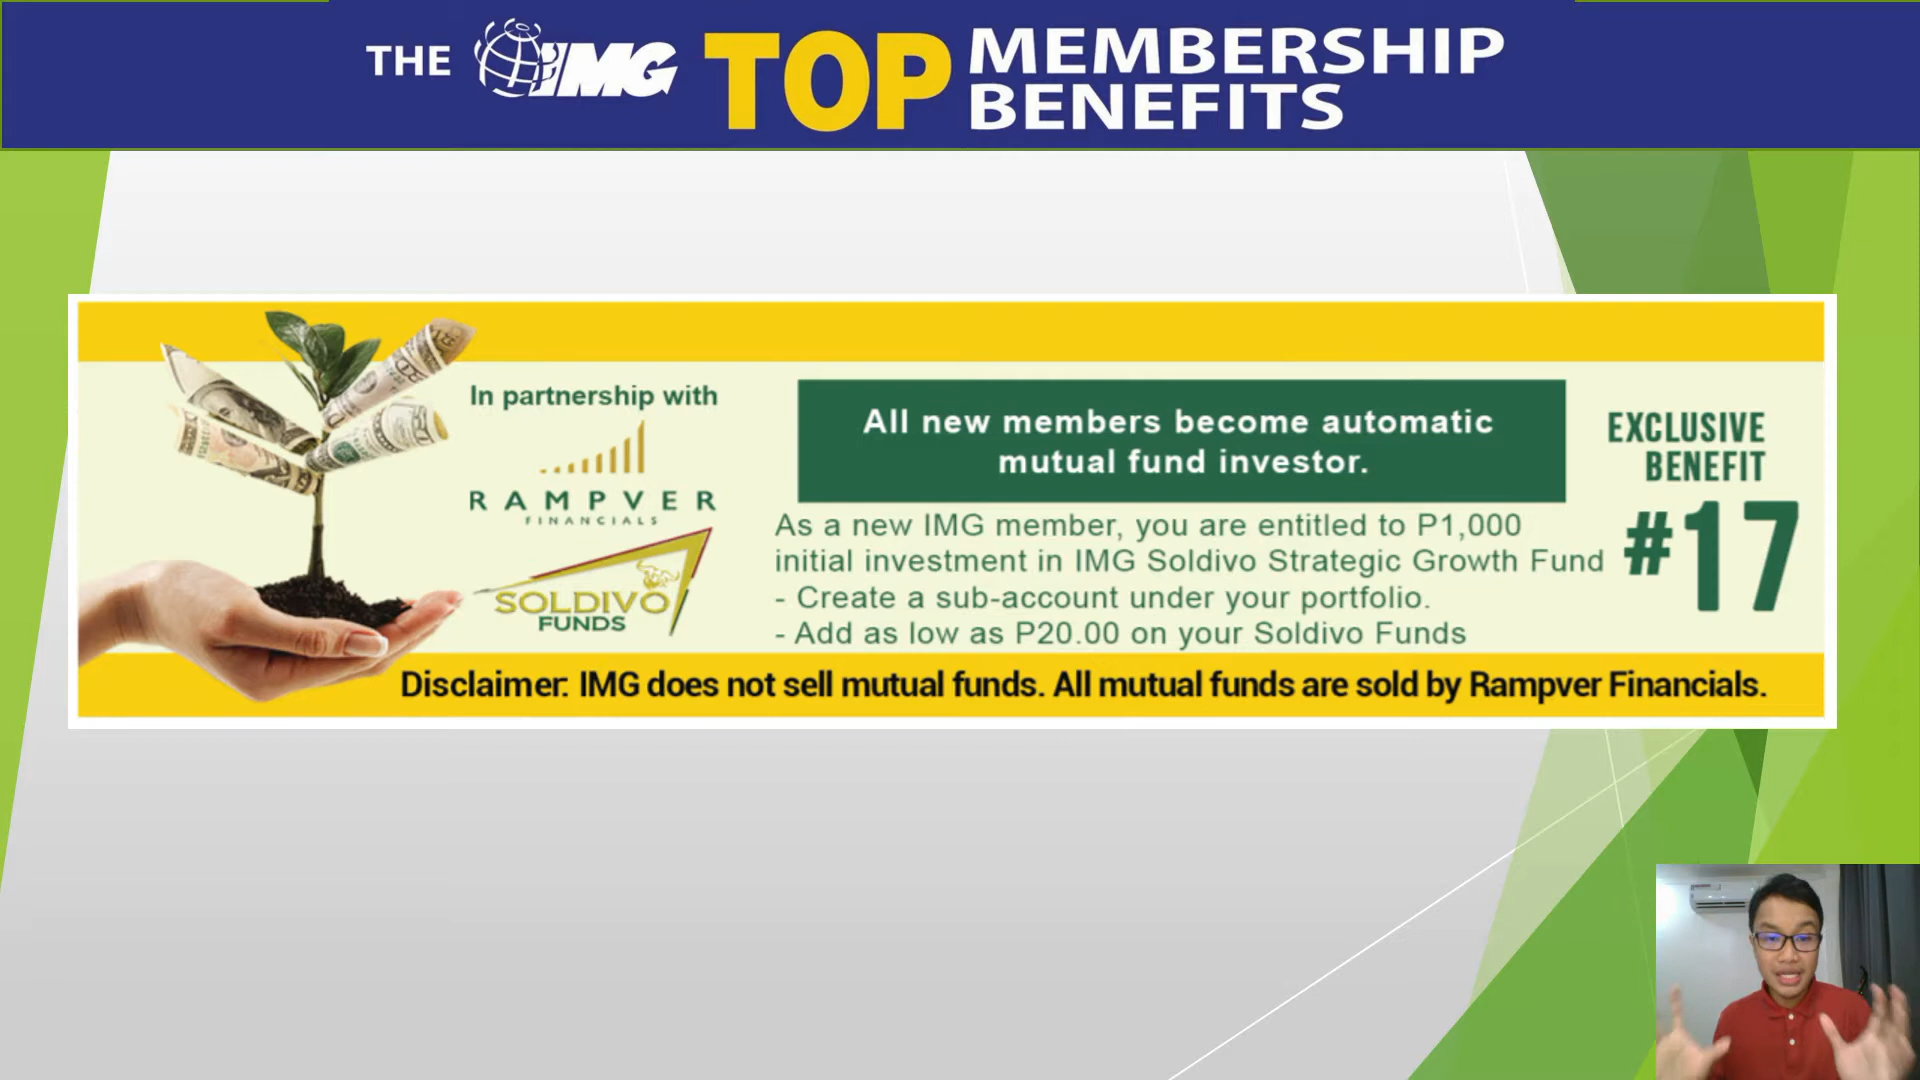 THE IMG TOP MEMBERSHIP
BENEFITS
In partnership with
RAMPVER
FINANCIALS
SOLDIVO
FUNDS
All new members become automatic
mutual fund investor.
As a new IMG member, you are entitled to P1,000
initial investment in IMG Soldivo Strategic Growth Fund
- Create a sub-account under your portfolio.
- Add as low as P20.00 on your Soldivo Funds
EXCLUSIVE
BENEFIT
#17
Disclaimer: IMG does not sell mutual funds. All mutual funds are sold by Rampver Financials.